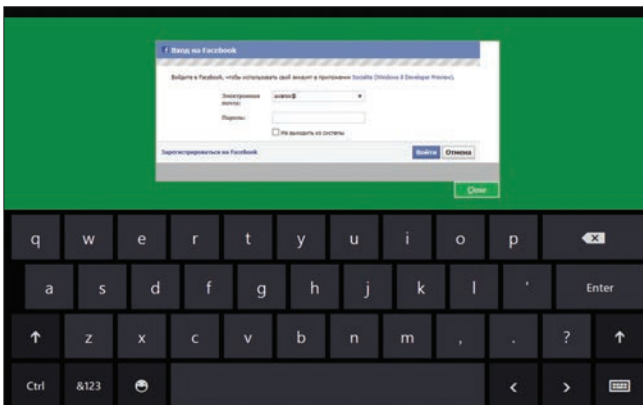 Вход на Facebook
Войдите в Facebook, чтобы использовать свой аккаунт в приложении Socialite (Windows 8 Developer Preview).
Электронная
почта:
Пароль:
Не выходить из системы
Зарегистрироваться на Facebook
Войти Отмена
Close
q w e r t y u i o p
a s d f g h j k l ' Enter
z x c v b n m , . ?
Ctrl &123 < >